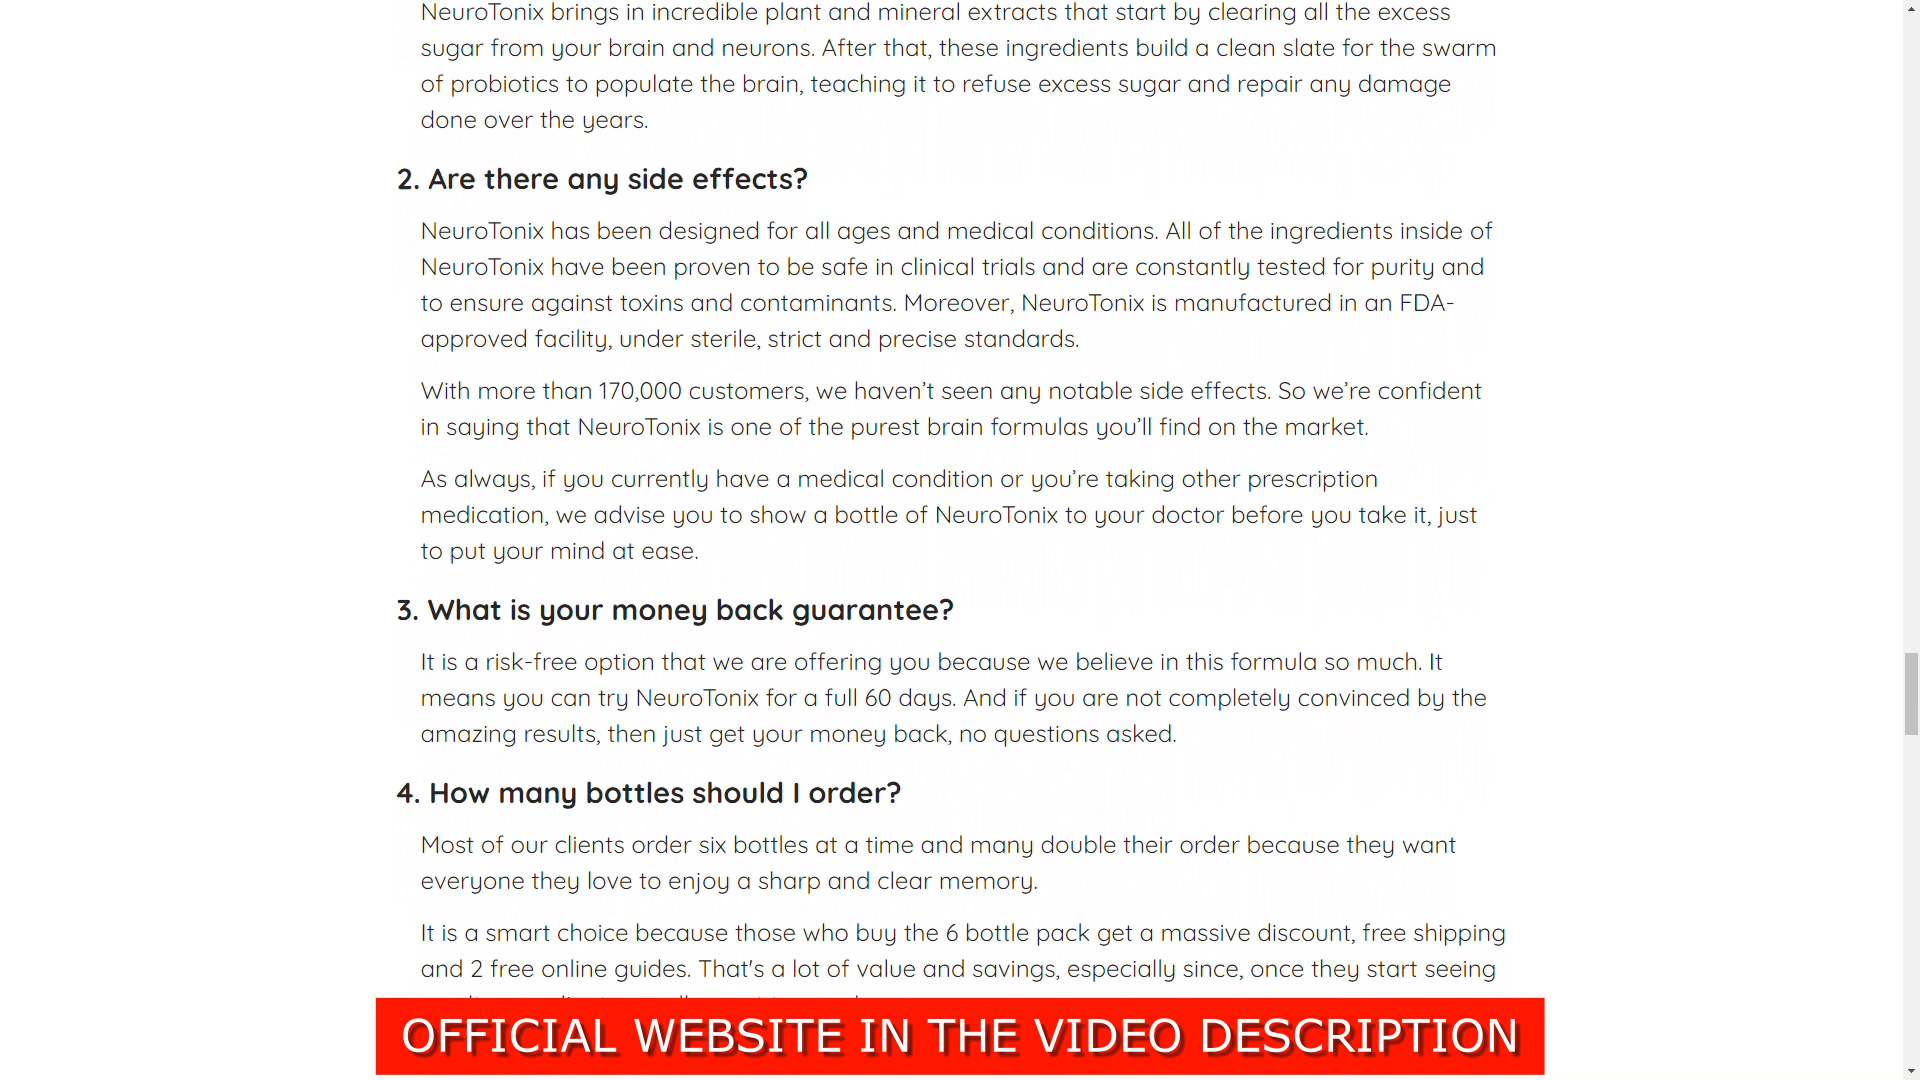 NeuroTonix brings in incredible plant and mineral extracts that start by clearing all the excess
sugar from your brain and neurons. After that, these ingredients build a clean slate for the swarm
of probiotics to populate the brain, teaching it to refuse excess sugar and repair any damage
done over the years.
2. Are there any side effects?
NeuroTonix has been designed for all ages and medical conditions. All of the ingredients inside of
NeuroTonix have been proven to be safe in clinical trials and are constantly tested for purity and
to ensure against toxins and contaminants. Moreover, NeuroTonix is manufactured in an FDA-
approved facility, under sterile, strict and precise standards.
With more than 170,000 customers, we haven’t seen any notable side effects. So we’re confident
in saying that NeuroTonix is one of the purest brain formulas you’ll find on the market.
As always, if you currently have a medical condition or you’re taking other prescription
medication, we advise you to show a bottle of NeuroTonix to your doctor before you take it, just
to put your mind at ease.
3. What is your money back guarantee?
It is a risk-free option that we are offering you because we believe in this formula so much. It
means you can try NeuroTonix for a full 60 days. And if you are not completely convinced by the
amazing results, then just get your money back, no questions asked.
4. How many bottles should I order?
Most of our clients order six bottles at a time and many double their order because they want
everyone they love to enjoy a sharp and clear memory.
It is a smart choice because those who buy the 6 bottle pack get a massive discount, free shipping
and 2 free online guides. That's a lot of value and savings, especially since, once they start seeing
OFFICIAL WEBSITE IN THE VIDEO DESCRIPTION